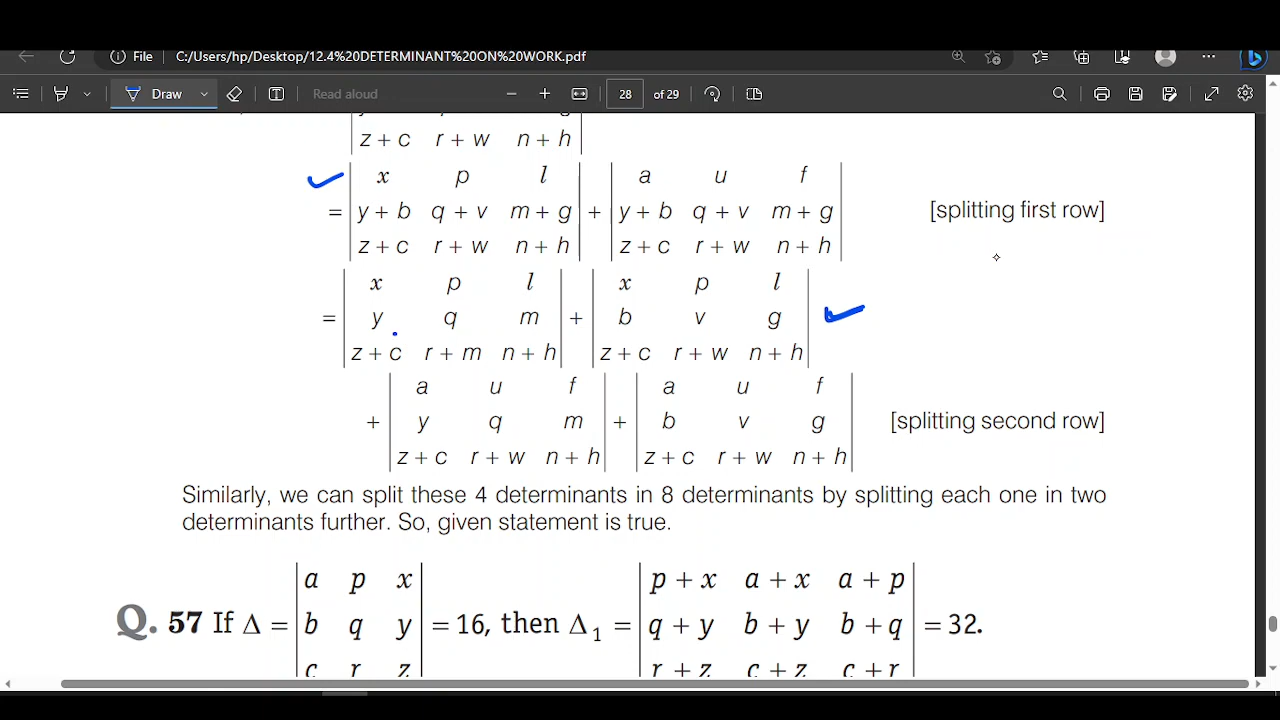 File C:/Users/hp/Desktop/12.4%20DETERMINANT%20ON%20WORK.pdf
Draw Read aloud 28 of 29
z + c r + w n + h
x p l a u f
= y + b q + v m + g + y + b q + v m + g [splitting first row]
z + c r + w n + h z + c r + w n + h
x p l x p l
= y q m + b v g
z + c r + m n + h z + c r + w n + h
a u f a u f
+ y q m + b v g [splitting second row]
z + c r + w n + h z + c r + w n + h
Similarly, we can split these 4 determinants in 8 determinants by splitting each one in two
determinants further. So, given statement is true.
a p x p + x a + x a + p
Q. 57 If Δ = b q y = 16, then Δ1 = q + y b + y b + q = 32.
c r z r + z c + z c + r